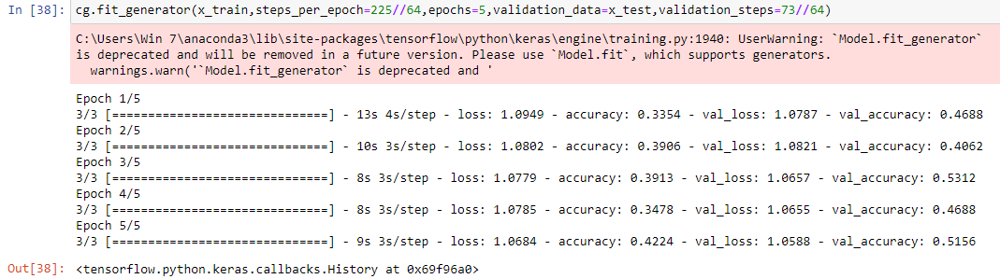 In [38]: cg.fit_generator(x_train,steps_per_epoch=225//64,epochs=5,validation_data=x_test,validation_steps=73//64)
C:\Users\Win 7\anaconda3\lib\site-packages\tensorflow\python\keras\engine\training.py:1940: UserWarning: `Model.fit_generator`
is deprecated and will be removed in a future version. Please use `Model.fit`, which supports generators.
  warnings.warn('`Model.fit_generator` is deprecated and '
Epoch 1/5
3/3 [==============================] - 13s 4s/step - loss: 1.0949 - accuracy: 0.3354 - val_loss: 1.0787 - val_accuracy: 0.4688
Epoch 2/5
3/3 [==============================] - 10s 3s/step - loss: 1.0802 - accuracy: 0.3906 - val_loss: 1.0821 - val_accuracy: 0.4062
Epoch 3/5
3/3 [==============================] - 8s 3s/step - loss: 1.0779 - accuracy: 0.3913 - val_loss: 1.0657 - val_accuracy: 0.5312
Epoch 4/5
3/3 [==============================] - 8s 3s/step - loss: 1.0785 - accuracy: 0.3478 - val_loss: 1.0655 - val_accuracy: 0.4688
Epoch 5/5
3/3 [==============================] - 9s 3s/step - loss: 1.0684 - accuracy: 0.4224 - val_loss: 1.0588 - val_accuracy: 0.5156
Out[38]: <tensorflow.python.keras.callbacks.History at 0x69f96a0>